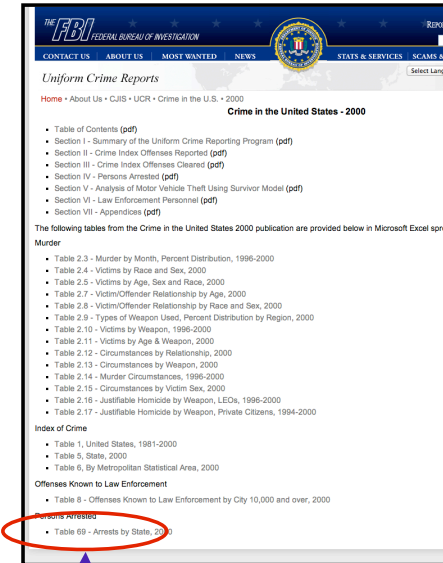 THE FBI FEDERAL BUREAU OF INVESTIGATION
CONTACT US ABOUT US MOST WANTED NEWS STATS & SERVICES SCAMS &
Uniform Crime Reports
Home • About Us • CJIS • UCR • Crime in the U.S. • 2000
Crime in the United States - 2000
Table of Contents (pdf)
Section I - Summary of the Uniform Crime Reporting Program (pdf)
Section II - Crime Index Offenses Reported (pdf)
Section III - Crime Index Offenses Cleared (pdf)
Section IV - Persons Arrested (pdf)
Section V - Analysis of Motor Vehicle Theft Using Survivor Model (pdf)
Section VI - Law Enforcement Personnel (pdf)
Section VII - Appendices (pdf)
The following tables from the Crime in the United States 2000 publication are provided below in Microsoft Excel spre
Murder
Table 2.3 - Murder by Month, Percent Distribution, 1996-2000
Table 2.4 - Victims by Race and Sex, 2000
Table 2.5 - Victims by Age, Sex and Race, 2000
Table 2.7 - Victim/Offender Relationship by Age, 2000
Table 2.8 - Victim/Offender Relationship by Race and Sex, 2000
Table 2.9 - Types of Weapon Used, Percent Distribution by Region, 2000
Table 2.10 - Victims by Weapon, 1996-2000
Table 2.11 - Victims by Age & Weapon, 2000
Table 2.12 - Circumstances by Relationship, 2000
Table 2.13 - Circumstances by Weapon, 2000
Table 2.14 - Murder Circumstances, 1996-2000
Table 2.15 - Circumstances by Victim Sex, 2000
Table 2.16 - Justifiable Homicide by Weapon, LEOs, 1996-2000
Table 2.17 - Justifiable Homicide by Weapon, Private Citizens, 1994-2000
Index of Crime
Table 1, United States, 1981-2000
Table 5, State, 2000
Table 6, By Metropolitan Statistical Area, 2000
Offenses Known to Law Enforcement
Table 8 - Offenses Known to Law Enforcement by City 10,000 and over, 2000
Persons Arrested
Table 69 - Arrests by State, 2000